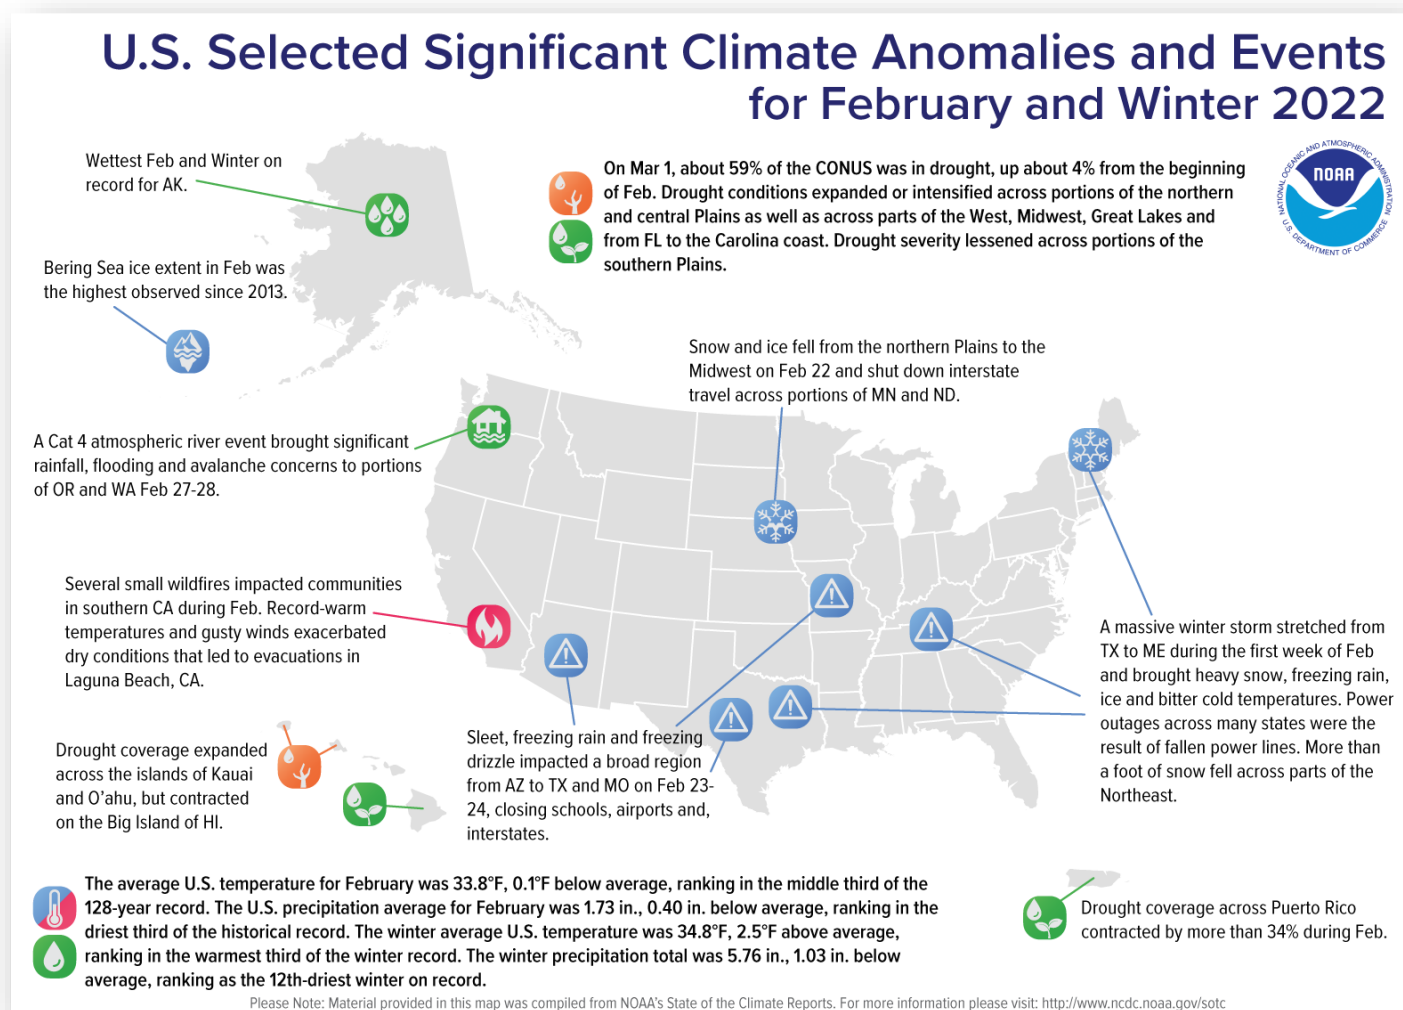 U.S. Selected Significant Climate Anomalies and Events
for February and Winter 2022
Wettest Feb and Winter on
record for AK.
On Mar 1, about 59% of the CONUS was in drought, up about 4% from the beginning
of Feb. Drought conditions expanded or intensified across portions of the northern
and central Plains as well as across parts of the West, Midwest, Great Lakes and
from FL to the Carolina coast. Drought severity lessened across portions of the
southern Plains.
NATIONAL OCEANIC AND ATMOSPHERIC ADMINISTRATION
NOAA
U.S. DEPARTMENT OF COMMERCE
Bering Sea ice extent in Feb was
the highest observed since 2013.
Snow and ice fell from the northern Plains to the
Midwest on Feb 22 and shut down interstate
travel across portions of MN and ND.
A Cat 4 atmospheric river event brought significant
rainfall, flooding and avalanche concerns to portions
of OR and WA Feb 27-28.
Several small wildfires impacted communities
in southern CA during Feb. Record-warm
temperatures and gusty winds exacerbated
dry conditions that led to evacuations in
Laguna Beach, CA.
A massive winter storm stretched from
TX to ME during the first week of Feb
and brought heavy snow, freezing rain,
ice and bitter cold temperatures. Power
outages across many states were the
result of fallen power lines. More than
a foot of snow fell across parts of the
Northeast.
Drought coverage expanded
across the islands of Kauai
and O'ahu, but contracted
on the Big Island of HI.
Sleet, freezing rain and freezing
drizzle impacted a broad region
from AZ to TX and MO on Feb 23-
24, closing schools, airports and,
interstates.
The average U.S. temperature for February was 33.8°F, 0.1°F below average, ranking in the middle third of the
128-year record. The U.S. precipitation average for February was 1.73 in., 0.40 in. below average, ranking in the
driest third of the historical record. The winter average U.S. temperature was 34.8°F, 2.5°F above average,
ranking in the warmest third of the winter record. The winter precipitation total was 5.76 in., 1.03 in. below
average, ranking as the 12th-driest winter on record.
Drought coverage across Puerto Rico
contracted by more than 34% during Feb.
Please Note: Material provided in this map was compiled from NOAA's State of the Climate Reports. For more information please visit: http://www.ncdc.noaa.gov/sotc